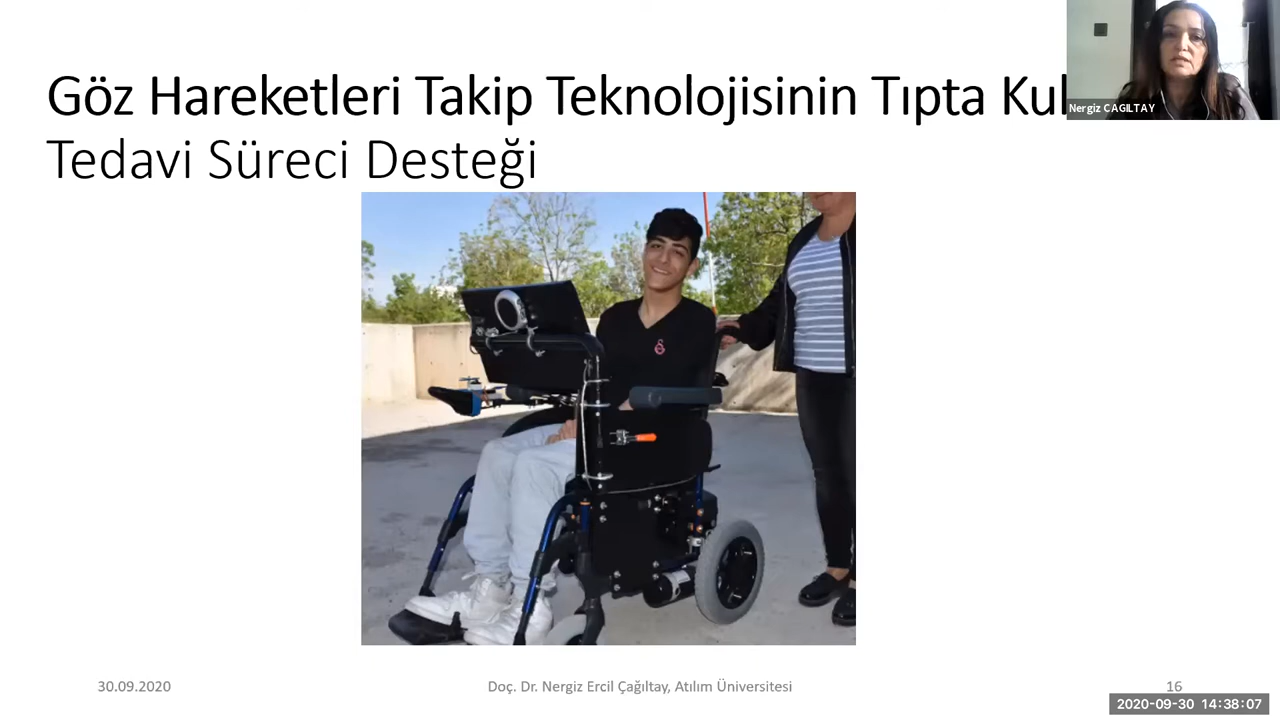 Göz Hareketleri Takip Teknolojisinin Tıpta Kul
Nergiz CAGILTAY
Tedavi Süreci Desteği
30.09.2020
Doç. Dr. Nergiz Ercil Çağıltay, Atılım Üniversitesi
16
2020-09-30 14:38:07